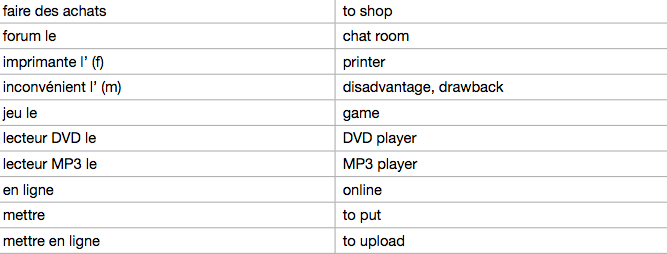 faire des achats to shop
forum le chat room
imprimante l’ (f) printer
inconvénient l’ (m) disadvantage, drawback
jeu le game
lecteur DVD le DVD player
lecteur MP3 le MP3 player
en ligne online
mettre to put
mettre en ligne to upload